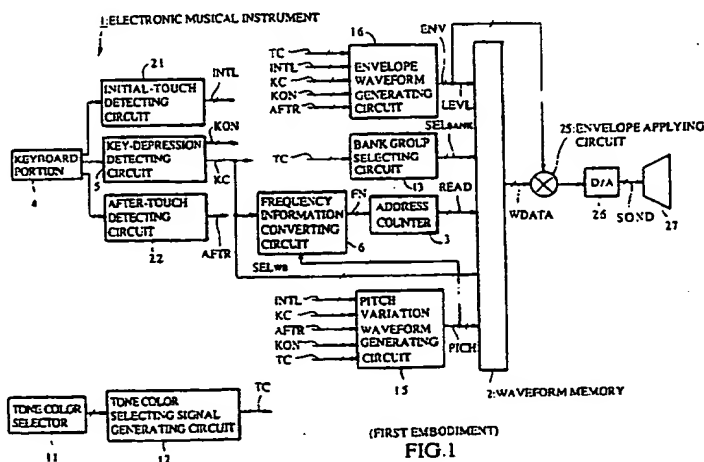 1:ELECTRONIC MUSICAL INSTRUMENT
21
INITIAL-TOUCH
DETECTING
CIRCUIT
INTL
KEYBOARD
PORTION
4
KEY-DEPRESSION
DETECTING
CIRCUIT
5
KON
KC
AFTER-TOUCH
DETECTING
CIRCUIT
22
AFTR
16
TC
INTL
KC
KON
AFTR
ENVELOPE
WAVEFORM
GENERATING
CIRCUIT
ENV
LEVL
TC
BANK GROUP
SELECTING
CIRCUIT
13
SELBANK
FREQUENCY
INFORMATION
CONVERTING
CIRCUIT
6
FN
ADDRESS
COUNTER
3
READ
SELWB
INTL
KC
AFTR
KON
TC
PITCH
VARIATION
WAVEFORM
GENERATING
CIRCUIT
15
PICH
2:WAVEFORM MEMORY
25:ENVELOPE APPLYING
CIRCUIT
WDATA
D/A
26
SOND
27
TONE COLOR
SELECTOR
11
TONE COLOR
SELECTING SIGNAL
GENERATING CIRCUIT
12
TC
(FIRST EMBODIMENT)
FIG.1